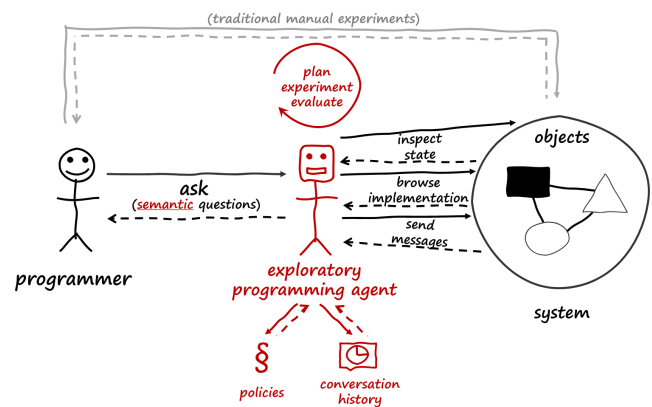 (traditional manual experiments)
plan
experiment
evaluate
objects
inspect
state
ask
(semantic questions)
browse
implementation
send
messages
programmer
exploratory
programming agent
system
§
policies
conversation
history